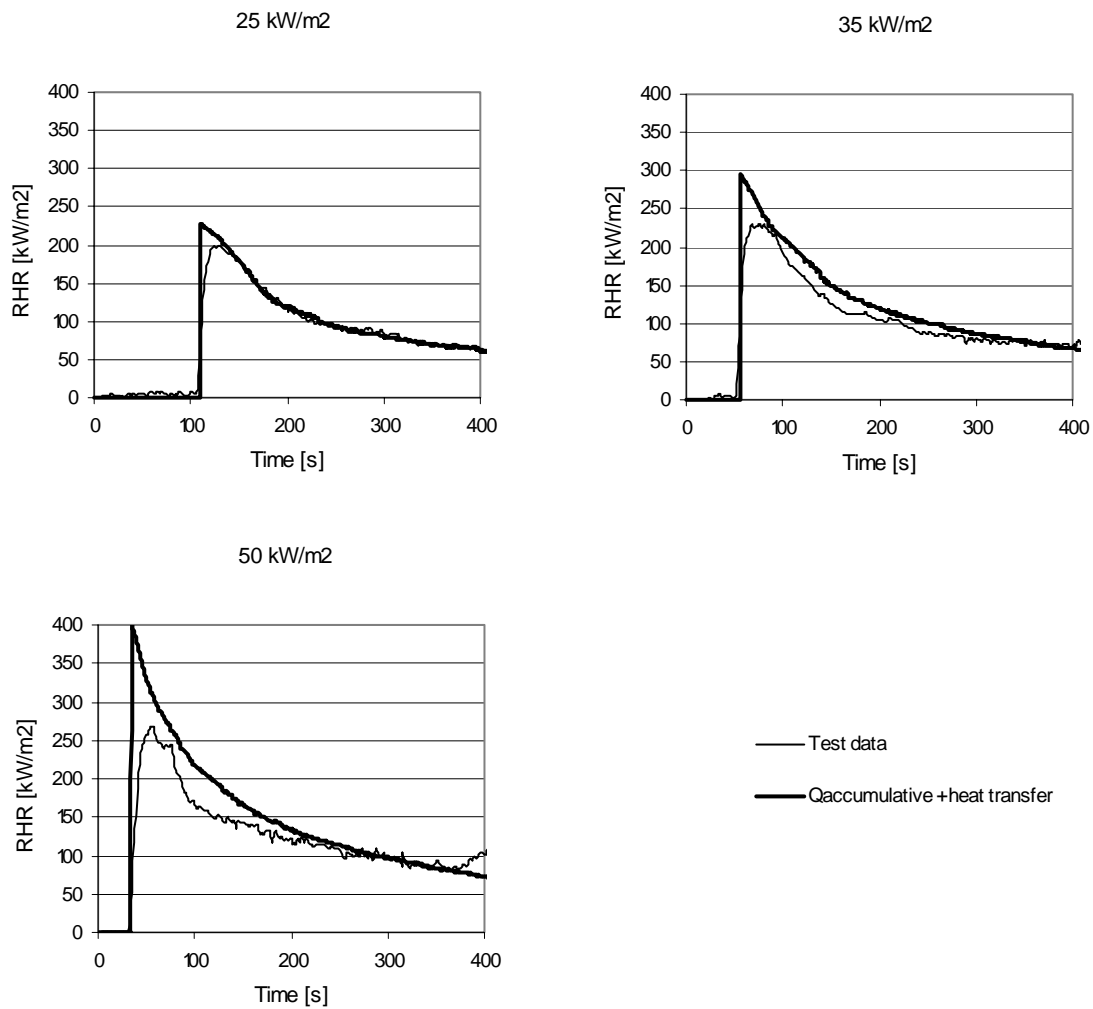 25 kW/m2
400
350
300
250
200
150
100
50
0
RHR [kW/m2]
0 100 200 300 400
Time [s]
35 kW/m2
400
350
300
250
200
150
100
50
0
RHR [kW/m2]
0 100 200 300 400
Time [s]
50 kW/m2
400
350
300
250
200
150
100
50
0
RHR [kW/m2]
0 100 200 300 400
Time [s]
Test data
Qaccumulative +heat transfer